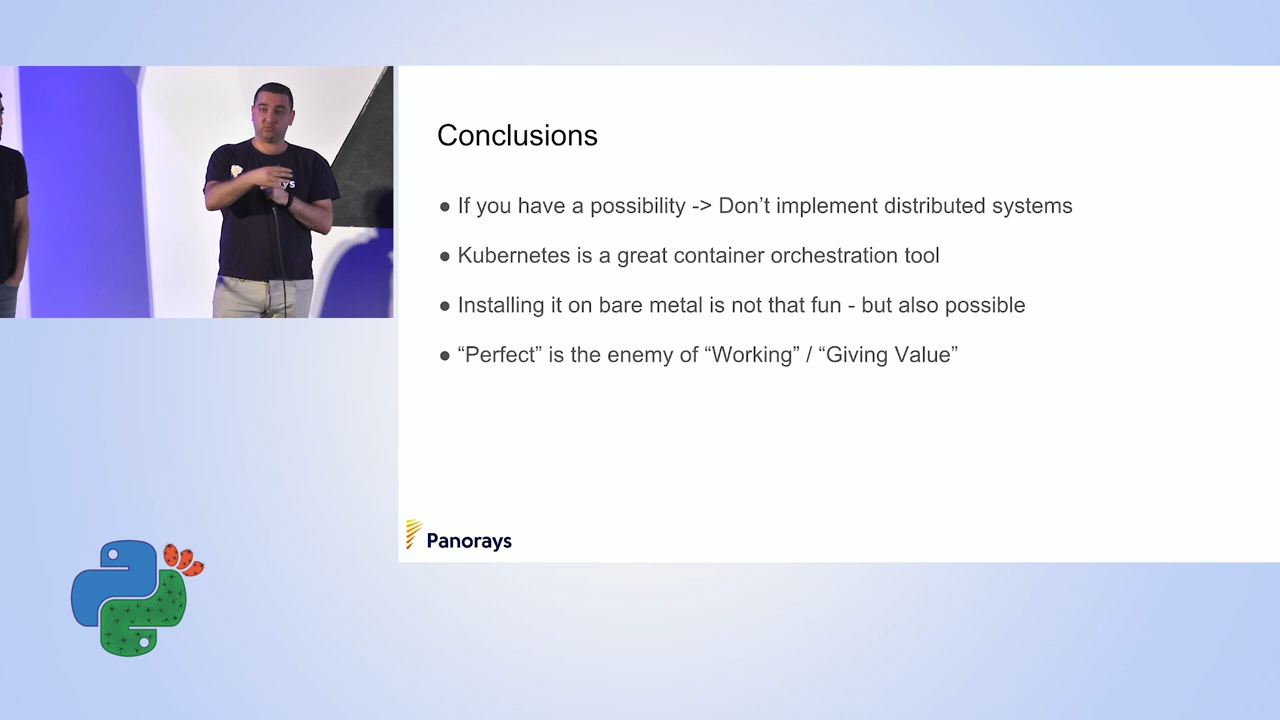 Conclusions
● If you have a possibility -> Don’t implement distributed systems
● Kubernetes is a great container orchestration tool
● Installing it on bare metal is not that fun - but also possible
● “Perfect” is the enemy of “Working” / “Giving Value”
Panorays